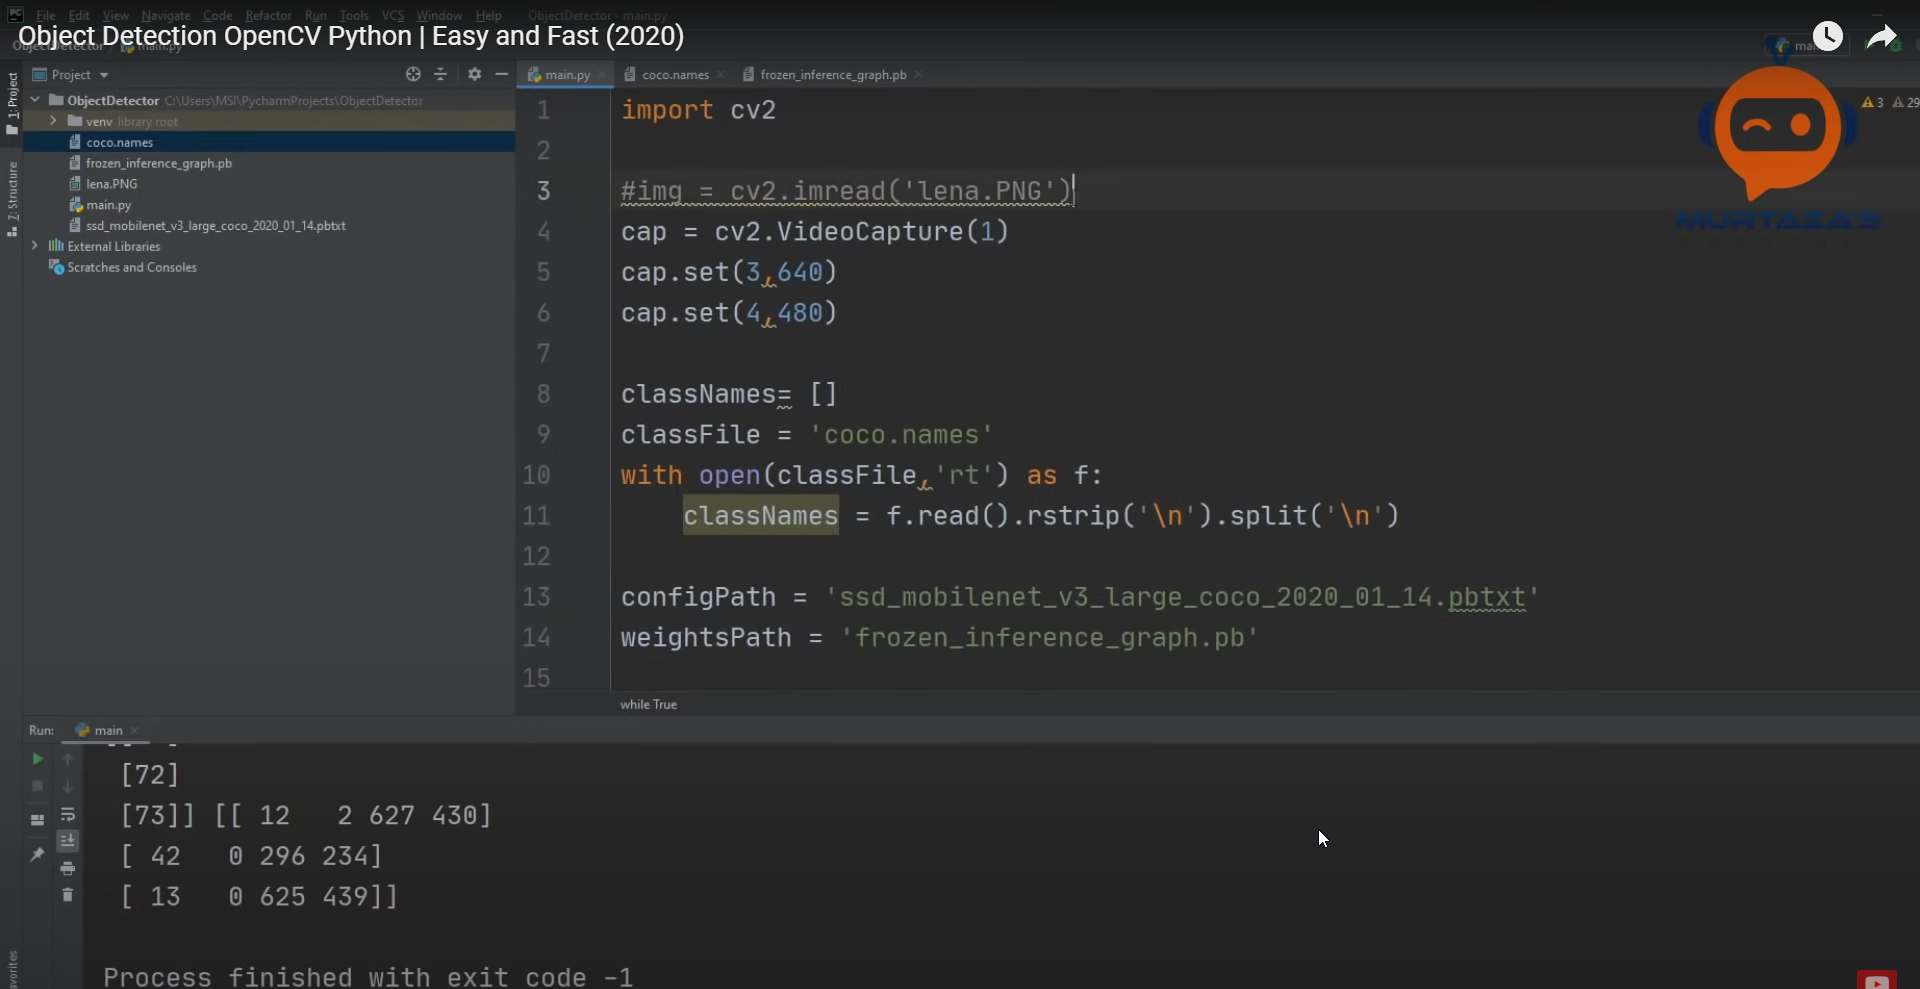 File Edit View Navigate Code Refactor Run Tools VCS Window Help ObjectDetector - main.py
Object Detection OpenCV Python | Easy and Fast (2020)
ObjectDetector main.py
Project
main.py
coco.names
frozen_inference_graph.pb
1: Project
Z: Structure
ObjectDetector C:\Users\MSI\PycharmProjects\ObjectDetector
venv library root
coco.names
frozen_inference_graph.pb
lena.PNG
main.py
ssd_mobilenet_v3_large_coco_2020_01_14.pbtxt
External Libraries
Scratches and Consoles
3 29
MURTAZA'S
1 import cv2
2
3 #img = cv2.imread('lena.PNG')
4 cap = cv2.VideoCapture(1)
5 cap.set(3,640)
6 cap.set(4,480)
7
8 classNames= []
9 classFile = 'coco.names'
10 with open(classFile,'rt') as f:
11 classNames = f.read().rstrip('\n').split('\n')
12
13 configPath = 'ssd_mobilenet_v3_large_coco_2020_01_14.pbtxt'
14 weightsPath = 'frozen_inference_graph.pb'
15
while True
Run: main
[72]
[73]] [[ 12 2 627 430]
[ 42 0 296 234]
[ 13 0 625 439]]
Process finished with exit code -1